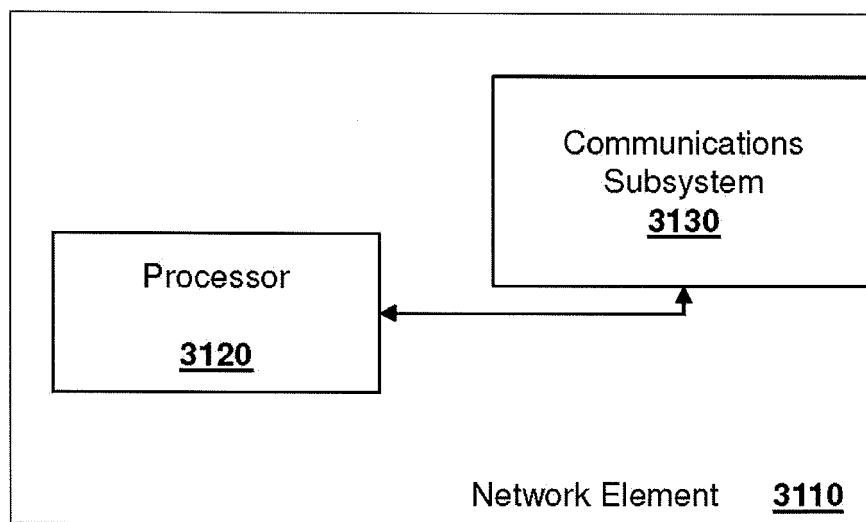 Communications
Subsystem
3130
Processor
3120
Network Element 3110